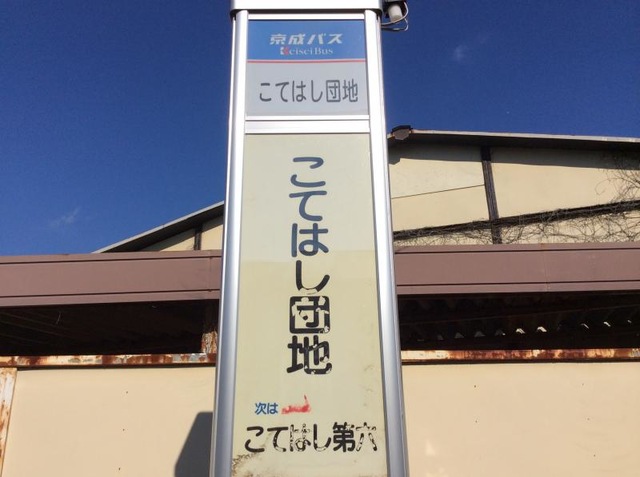 京成バス
KeiseiBus
こてはし団地
こてはし団地
次は
こてはし第六